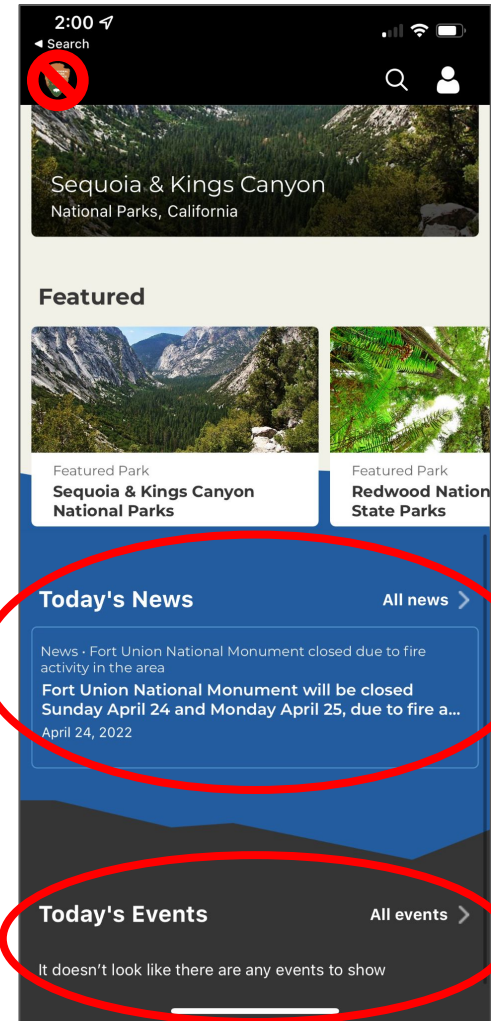 2:00
◀ Search
Sequoia & Kings Canyon
National Parks, California
Featured
Featured Park
Sequoia & Kings Canyon
National Parks
Featured Park
Redwood Nation
State Parks
Today's News
All news
News • Fort Union National Monument closed due to fire
activity in the area
Fort Union National Monument will be closed
Sunday April 24 and Monday April 25, due to fire a...
April 24, 2022
Today's Events
All events
It doesn't look like there are any events to show